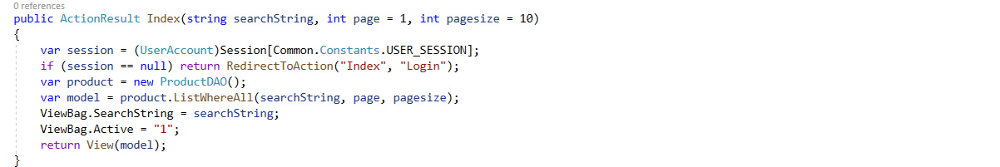 0 references
public ActionResult Index(string searchString, int page = 1, int pagesize = 10)
{
    var session = (UserAccount)Session[Common.Constants.USER_SESSION];
    if (session == null) return RedirectToAction("Index", "Login");
    var product = new ProductDAO();
    var model = product.ListWhereAll(searchString, page, pagesize);
    ViewBag.SearchString = searchString;
    ViewBag.Active = "1";
    return View(model);
}